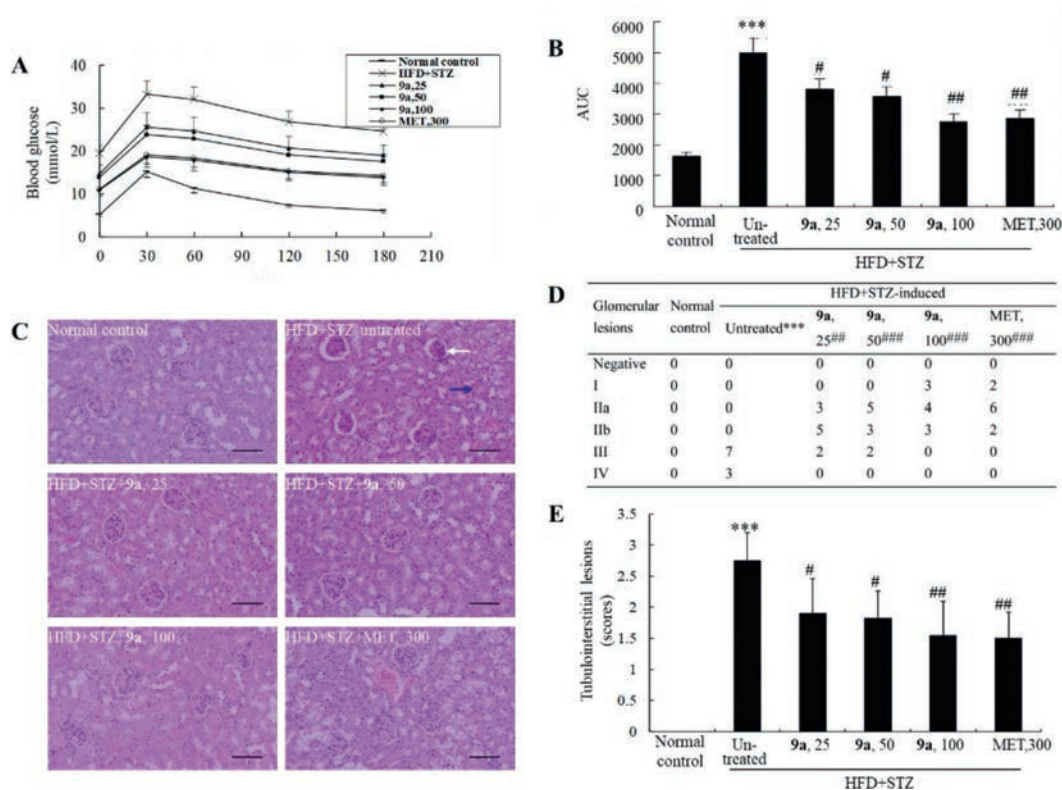 A
Blood glucose
(mmol/L)
40
30
20
10
0
0 30 60 90 120 150 180 210
Normal control
HFD+STZ
9a,25
9a,50
9a,100
MET,300
B
AUC
6000
5000
4000
3000
2000
1000
0
***
#
#
##
##
Normal
control
Un-
treated
9a, 25
9a, 50
9a, 100
MET,300
HFD+STZ
C
Normal control
HFD+STZ untreated
HFD+STZ+9a, 25
HFD+STZ+9a, 50
HFD+STZ+9a, 100
HFD+STZ+MET, 300
D
HFD+STZ-induced
Glomerular Normal 9a, 9a, 9a, MET,
lesions control Untreated*** 25## 50### 100### 300###
Negative 0 0 0 0 0 0
I 0 0 0 0 3 2
IIa 0 0 3 5 4 6
IIb 0 0 5 3 3 2
III 0 7 2 2 0 0
IV 0 3 0 0 0 0
E
Tubulointerstitial lesions
(scores)
3.5
3
2.5
2
1.5
1
0.5
0
***
#
#
##
##
Normal
control
Un-
treated
9a, 25
9a, 50
9a, 100
MET,300
HFD+STZ